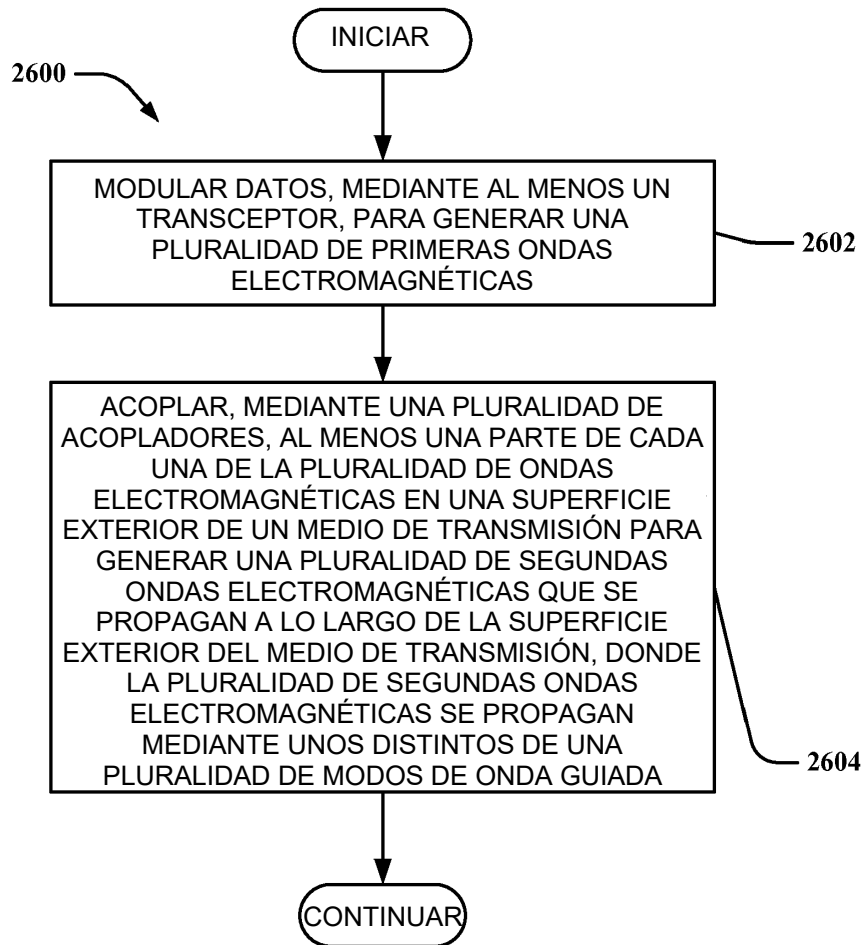 INICIAR
2600
MODULAR DATOS, MEDIANTE AL MENOS UN
TRANSCEPTOR, PARA GENERAR UNA
PLURALIDAD DE PRIMERAS ONDAS
ELECTROMAGNÉTICAS
2602
ACOPLAR, MEDIANTE UNA PLURALIDAD DE
ACOPLADORES, AL MENOS UNA PARTE DE CADA
UNA DE LA PLURALIDAD DE ONDAS
ELECTROMAGNÉTICAS EN UNA SUPERFICIE
EXTERIOR DE UN MEDIO DE TRANSMISIÓN PARA
GENERAR UNA PLURALIDAD DE SEGUNDAS
ONDAS ELECTROMAGNÉTICAS QUE SE
PROPAGAN A LO LARGO DE LA SUPERFICIE
EXTERIOR DEL MEDIO DE TRANSMISIÓN, DONDE
LA PLURALIDAD DE SEGUNDAS ONDAS
ELECTROMAGNÉTICAS SE PROPAGAN
MEDIANTE UNOS DISTINTOS DE UNA
PLURALIDAD DE MODOS DE ONDA GUIADA
2604
CONTINUAR